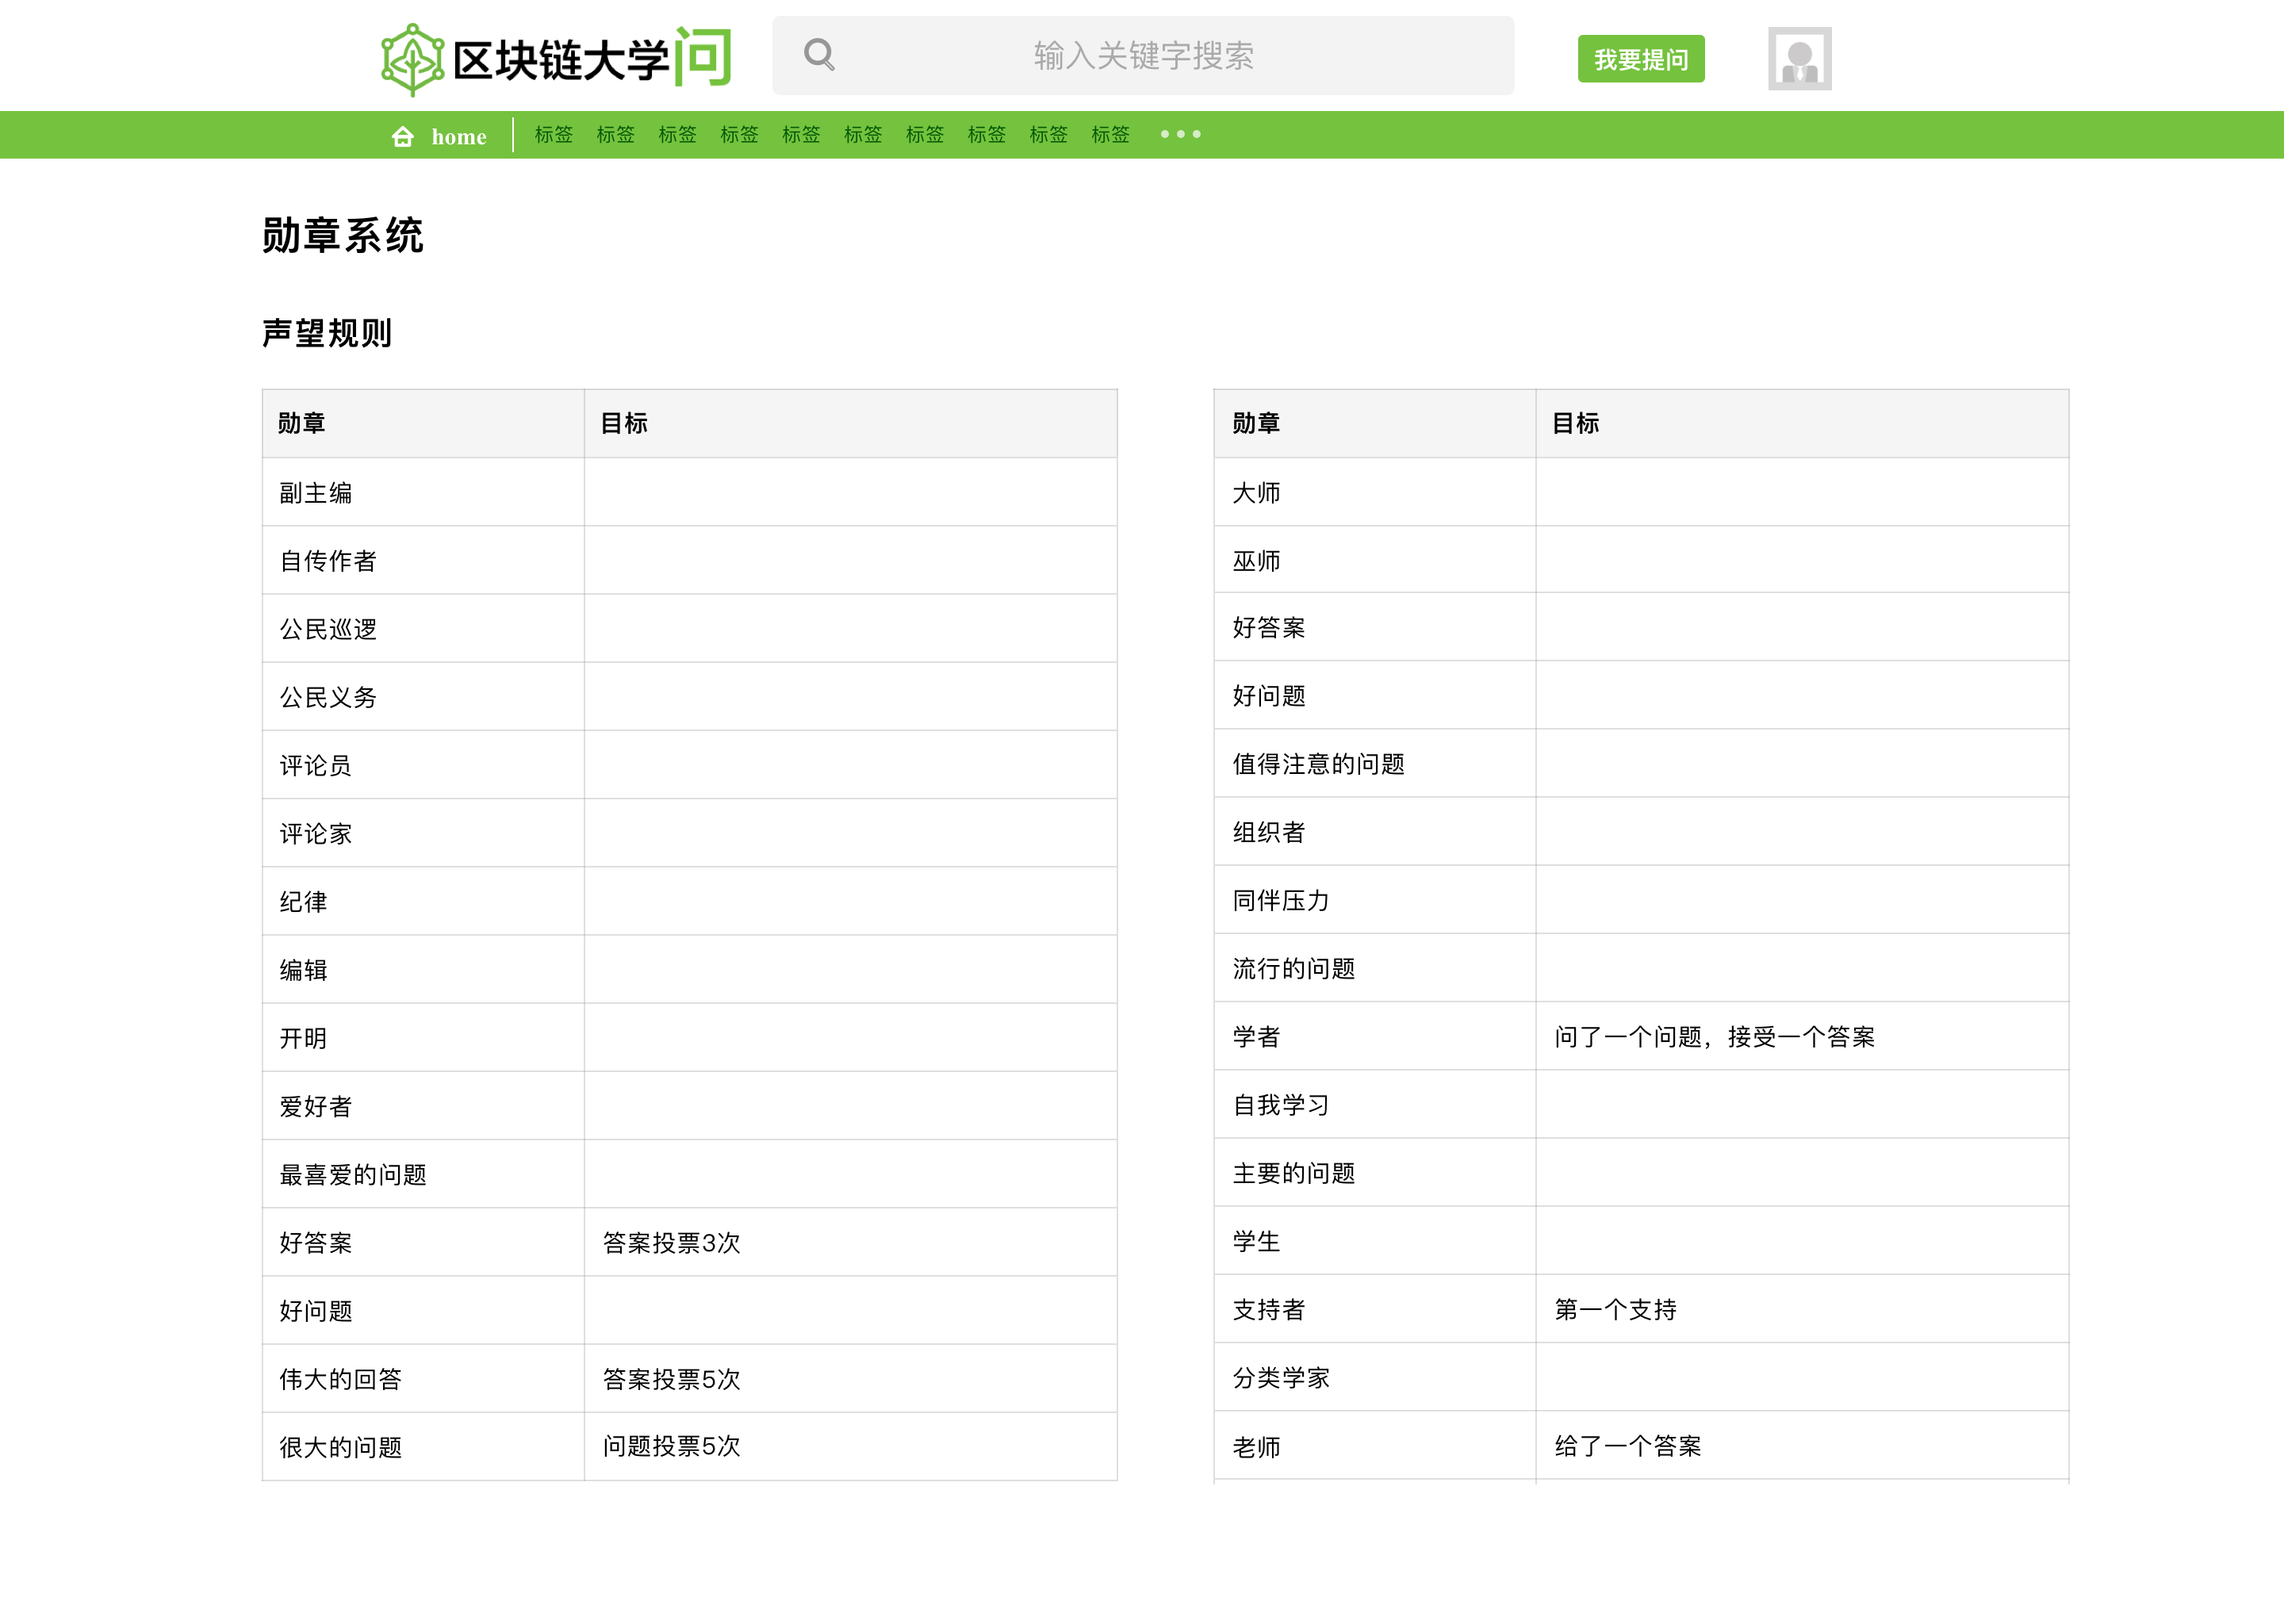 区块链大学问
输入关键字搜索
我要提问
home 标签 标签 标签 标签 标签 标签 标签 标签 标签 标签
勋章系统
声望规则
勋章 目标
副主编
自传作者
公民巡逻
公民义务
评论员
评论家
纪律
编辑
开明
爱好者
最喜爱的问题
好答案 答案投票3次
好问题
伟大的回答 答案投票5次
很大的问题 问题投票5次
勋章 目标
大师
巫师
好答案
好问题
值得注意的问题
组织者
同伴压力
流行的问题
学者 问了一个问题，接受一个答案
自我学习
主要的问题
学生
支持者 第一个支持
分类学家
老师 给了一个答案